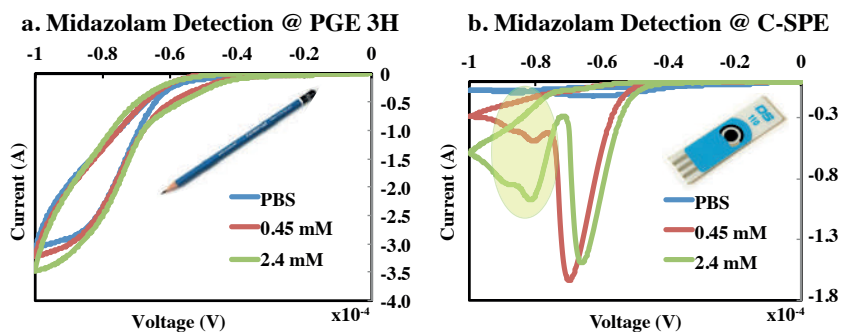 a. Midazolam Detection @ PGE 3H
-1 -0.8 -0.6 -0.4 -0.2 0
0
-0.5
-1.0
-1.5
-2.0
-2.5
-3.0
-3.5
-4.0
Current (A)
PBS
0.45 mM
2.4 mM
Voltage (V)
x10-4
b. Midazolam Detection @ C-SPE
-1 -0.8 -0.6 -0.4 -0.2 0
-0.3
-0.8
-1.3
-1.8
Current (A)
DS
110
PBS
0.45 mM
2.4 mM
Voltage (V)
x10-4